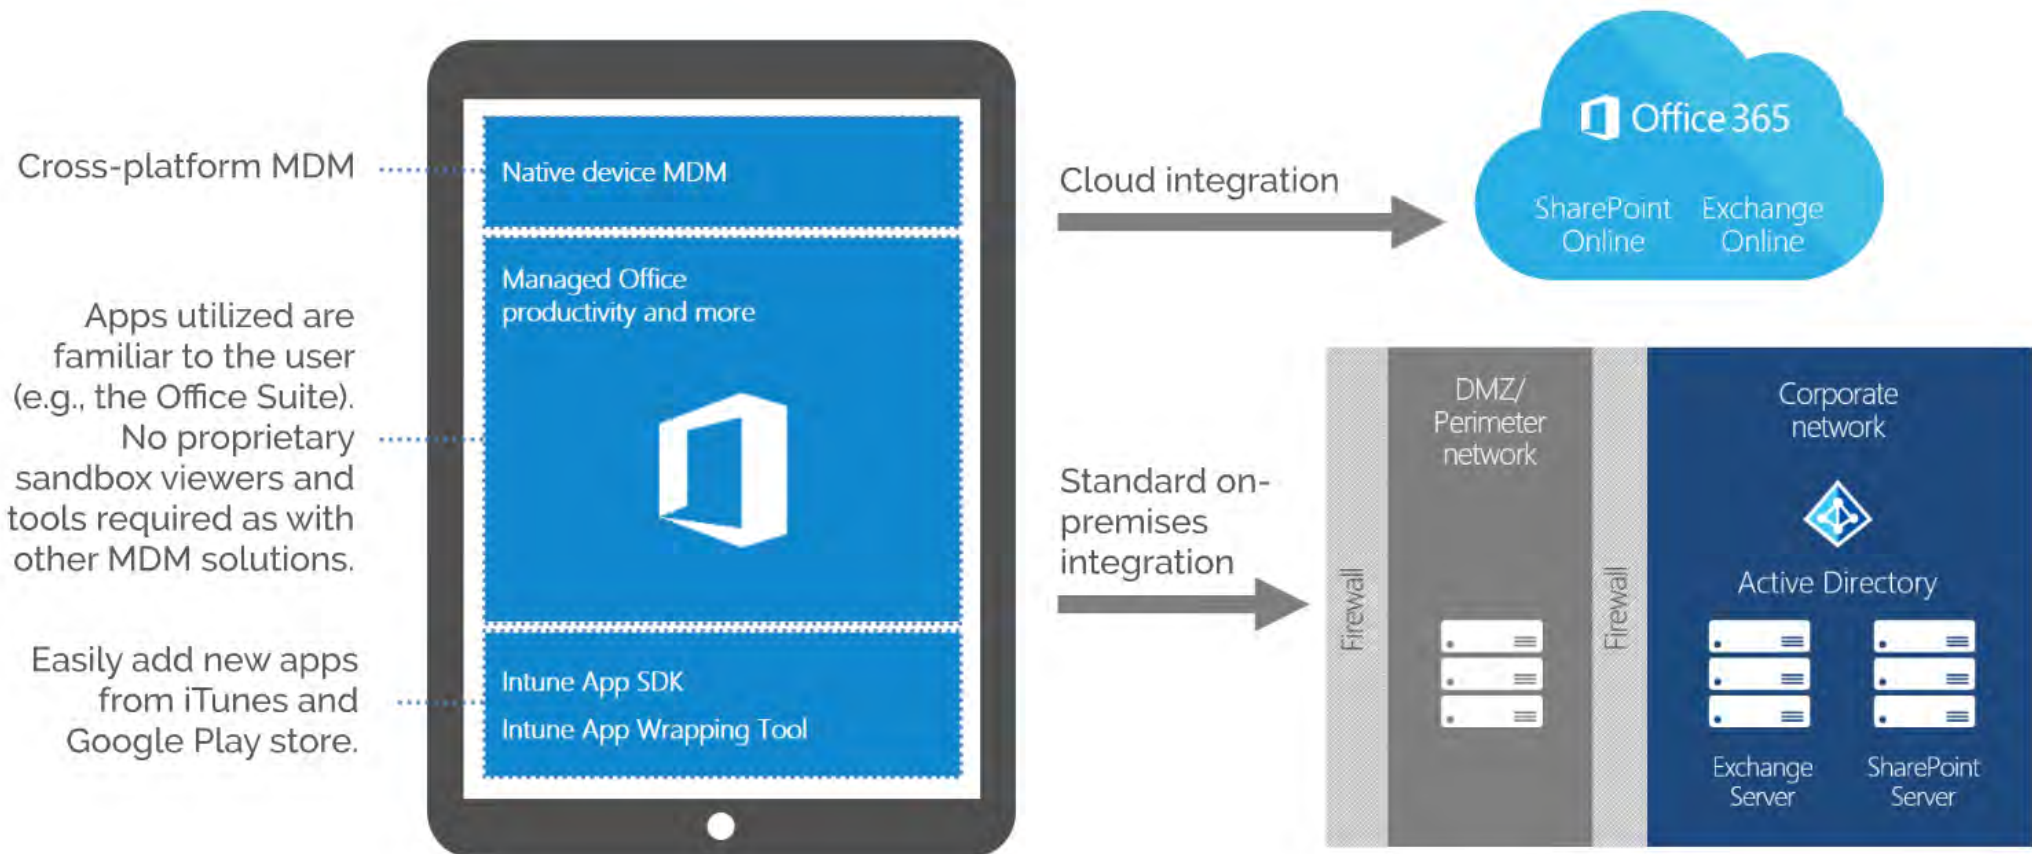 Cross-platform MDM
Apps utilized are
familiar to the user
(e.g., the Office Suite).
No proprietary
sandbox viewers and
tools required as with
other MDM solutions.
Easily add new apps
from iTunes and
Google Play store.
Native device MDM
Managed Office
productivity and more
Intune App SDK
Intune App Wrapping Tool
Cloud integration
Standard on-
premises
integration
Office 365
SharePoint
Online
Exchange
Online
Firewall
DMZ/
Perimeter
network
Firewall
Corporate
network
Active Directory
Exchange
Server
SharePoint
Server